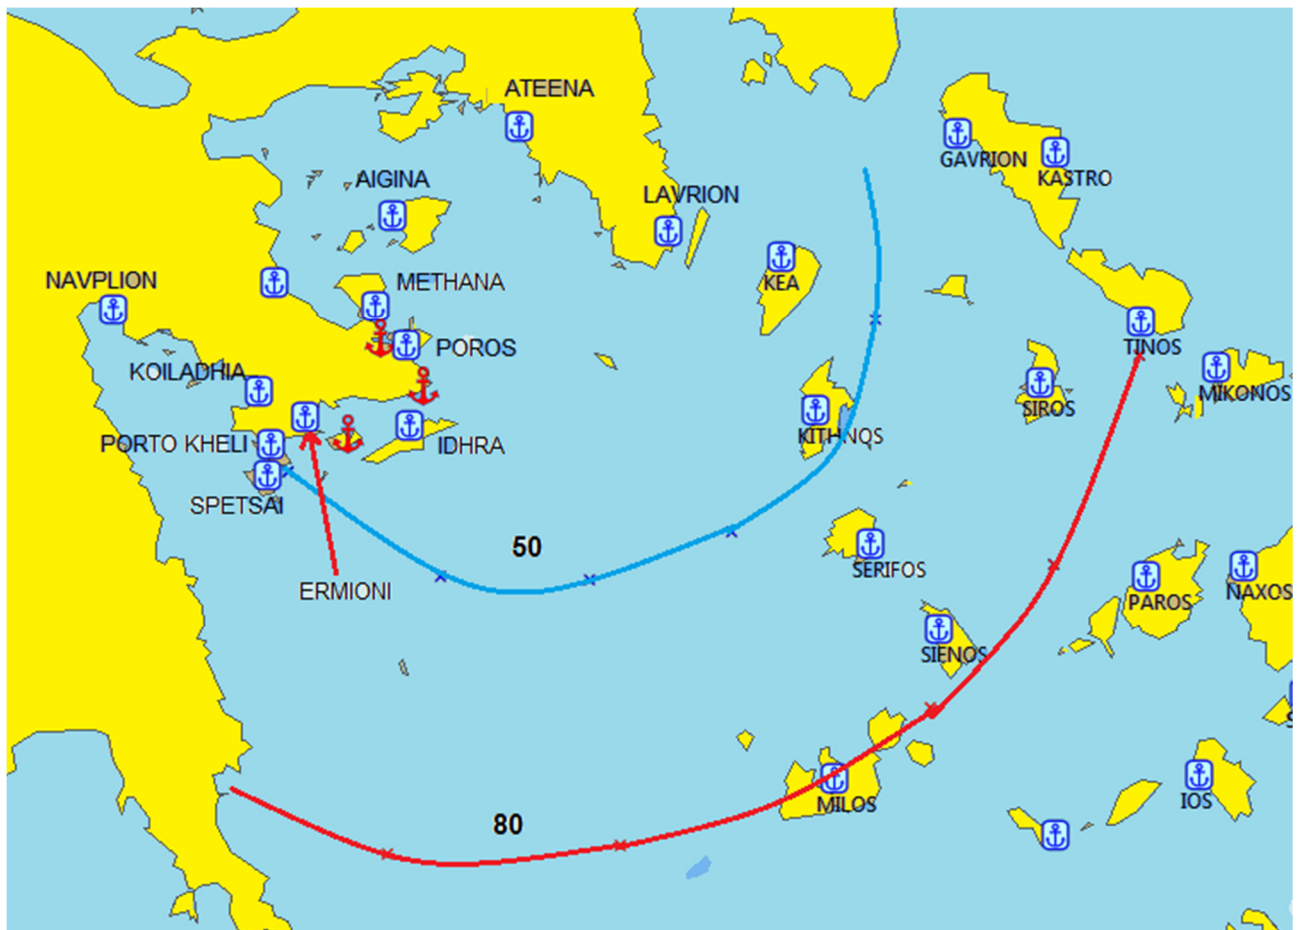 ATEENA
GAVRION
KASTRO
AIGINA
LAVRION
NAVPLION
METHANA
KEA
POROS
TINOS
KOILADHIA
MIKONOS
SIROS
PORTO KHELI
IDHRA
KITHNOS
SPETSAI
50
SERIFOS
ERMIONI
PAROS
NAXOS
SIENOS
S
IOS
MILOS
80